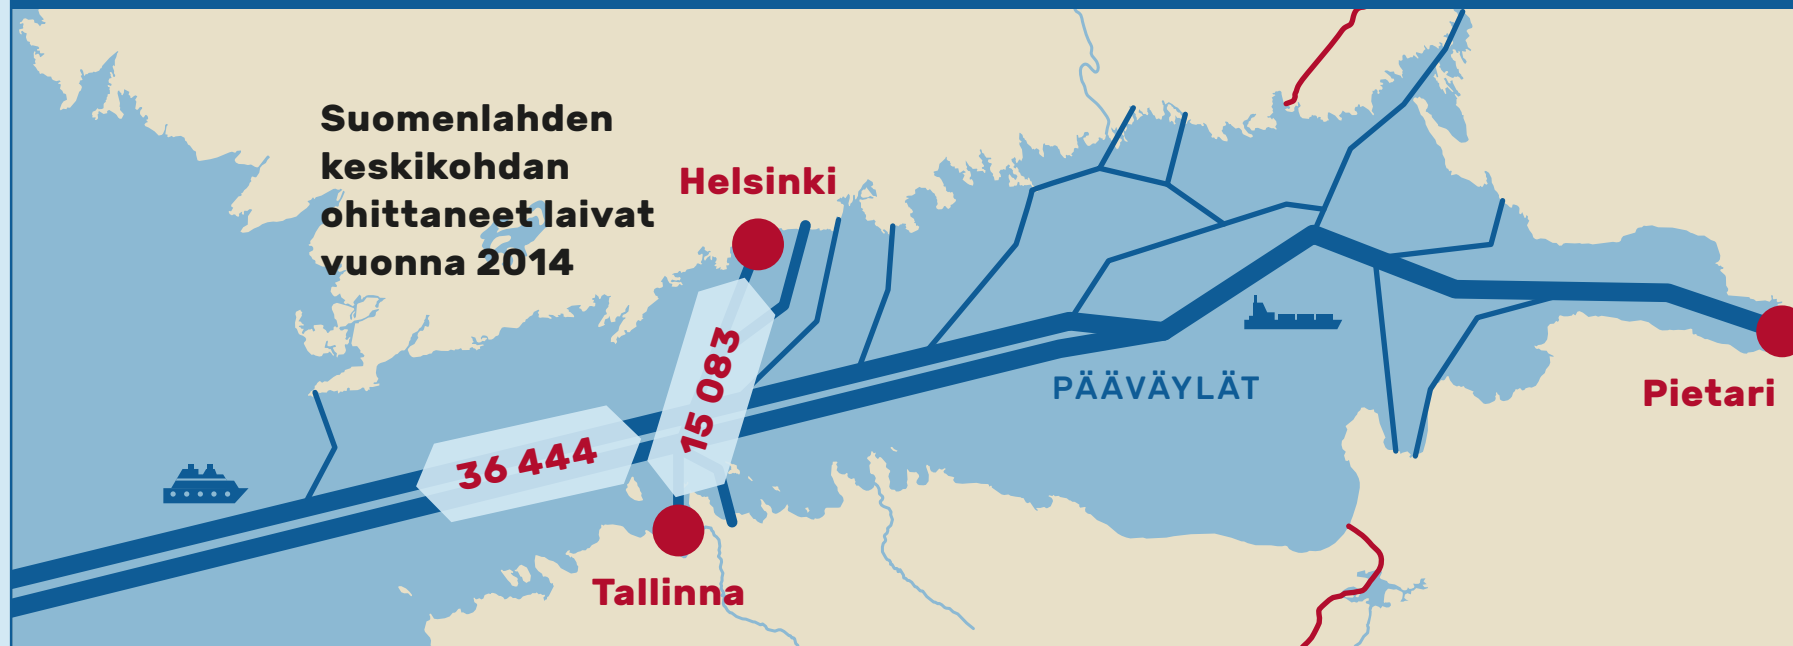 Suomenlahden
keskikohdan
ohittaneet laivat
vuonna 2014
Helsinki
15 083
36 444
PÄÄVÄYLÄT
Pietari
Tallinna